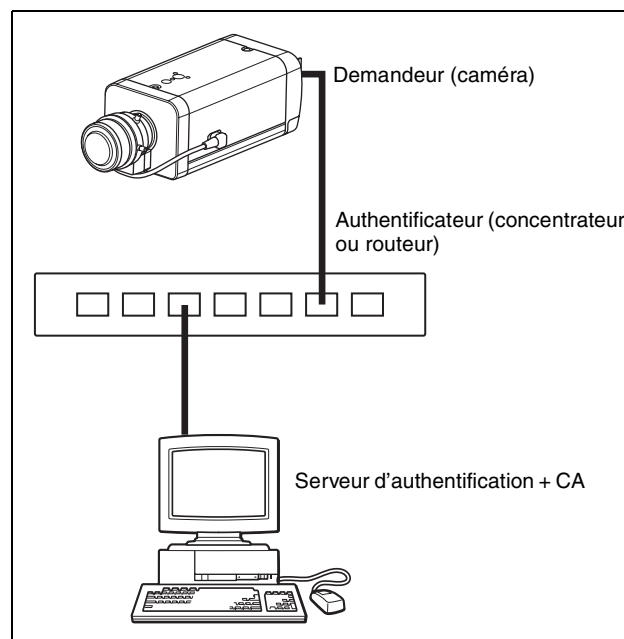 Demandeur (caméra)
Authentificateur (concentrateur
ou routeur)
Serveur d'authentification + CA